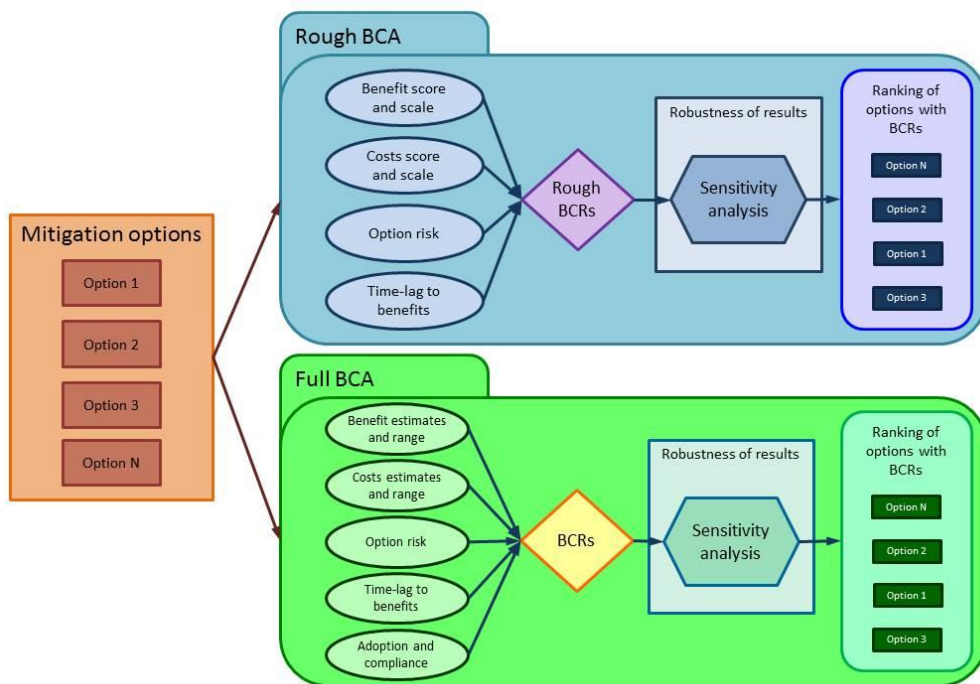 Mitigation options
Option 1
Option 2
Option 3
Option N
Rough BCA
Benefit score
and scale
Costs score
and scale
Option risk
Time-lag to
benefits
Rough
BCRs
Robustness of results
Sensitivity
analysis
Ranking of
options with
BCRs
Option N
Option 2
Option 1
Option 3
Full BCA
Benefit estimates
and range
Costs estimates
and range
Option risk
Time-lag to
benefits
Adoption and
compliance
BCRs
Robustness of results
Sensitivity
analysis
Ranking of
options with
BCRs
Option N
Option 2
Option 1
Option 3